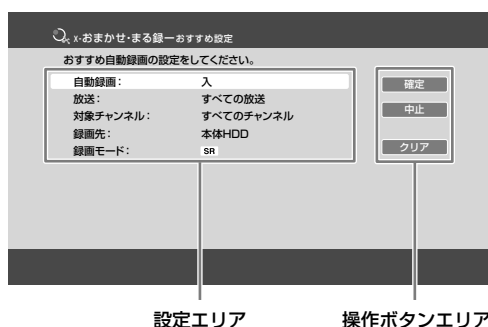 x-おまかせ・まる録ーおすすめ設定
おすすめ自動録画の設定をしてください。
自動録画： 入
放送： すべての放送
対象チャンネル： すべてのチャンネル
録画先： 本体HDD
録画モード： SR
確定
中止
クリア
設定エリア
操作ボタンエリア